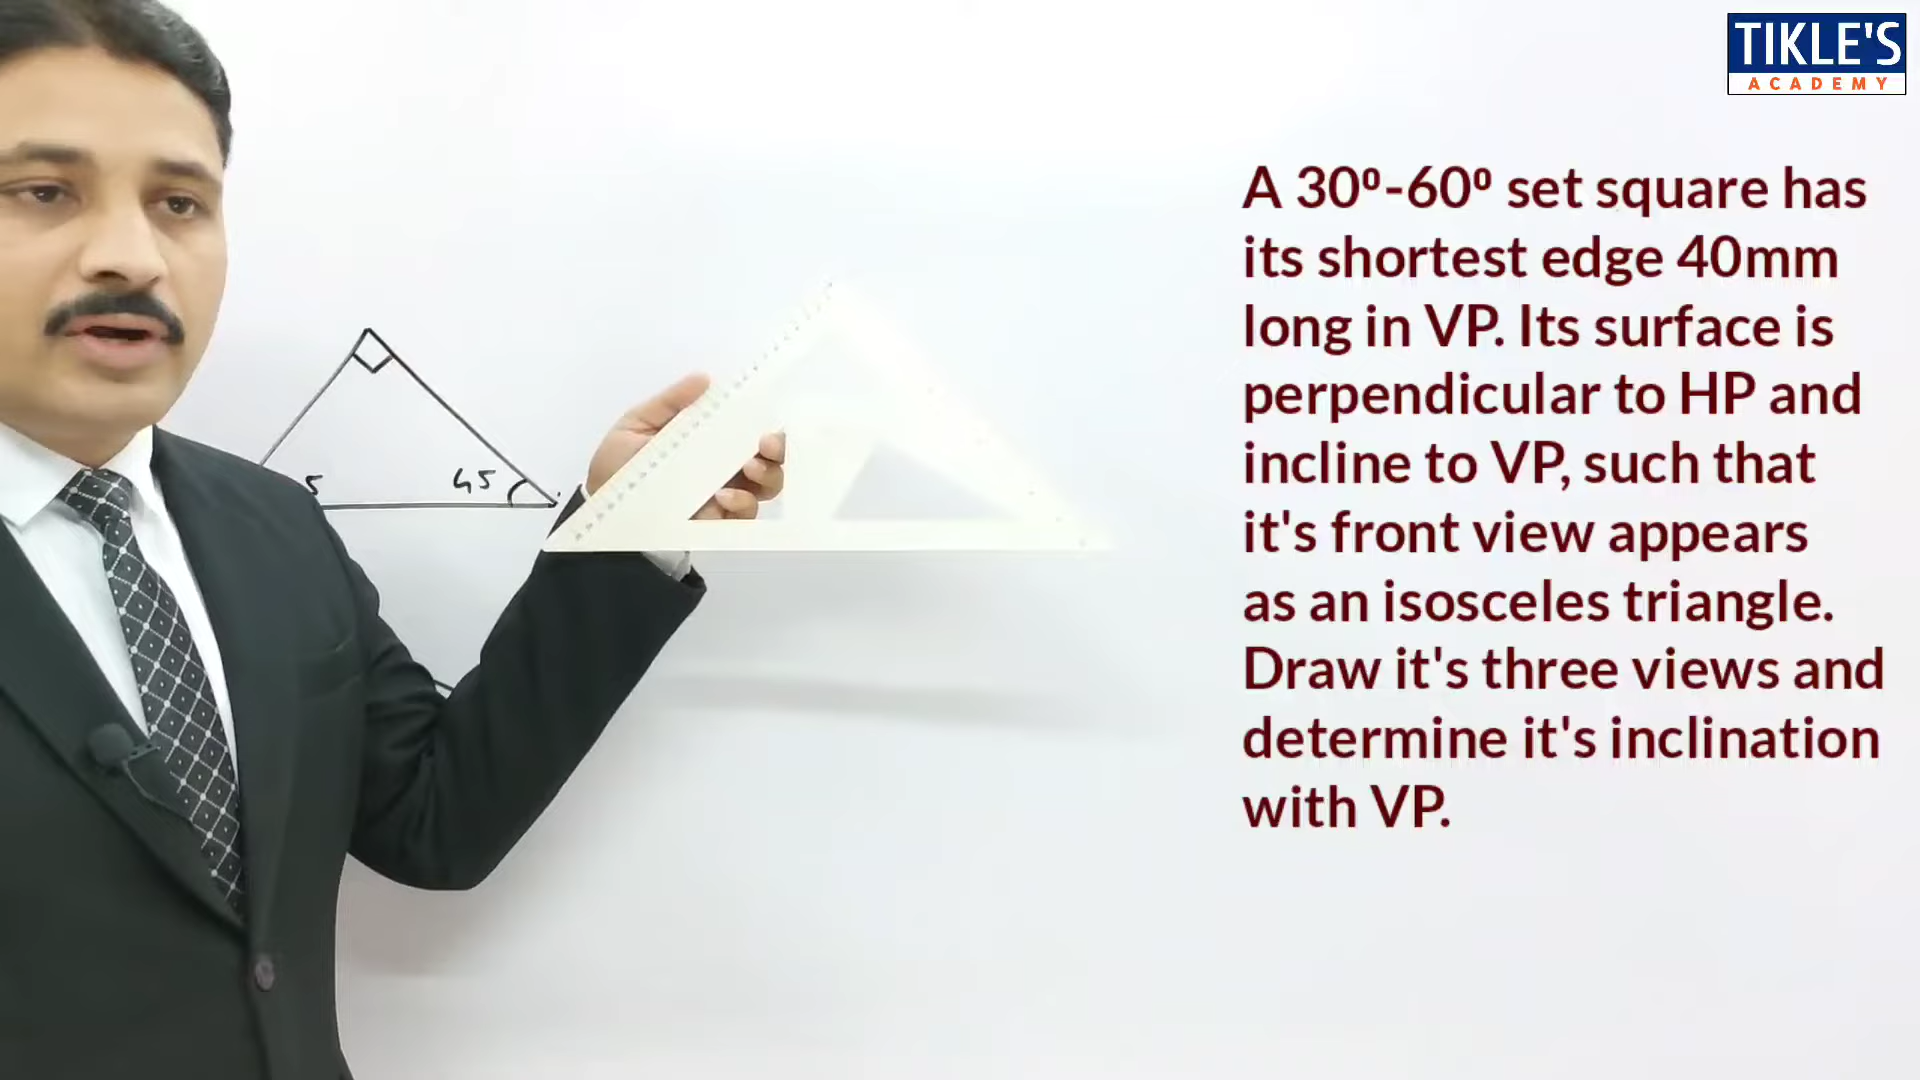 TIKLE'S
ACADEMY
A 30⁰-60⁰ set square has
its shortest edge 40mm
long in VP. Its surface is
perpendicular to HP and
incline to VP, such that
it's front view appears
as an isosceles triangle.
Draw it's three views and
determine it's inclination
with VP.
5
45